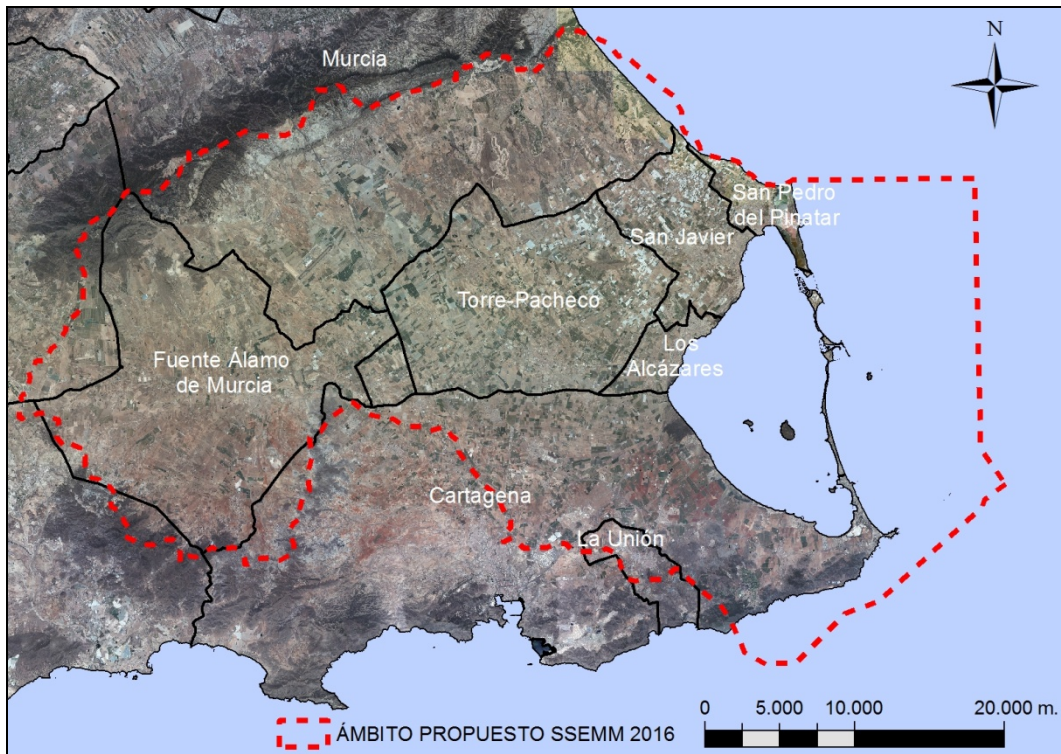 Murcia
N
San Pedro
del Pinatar
San Javier
Torre-Pacheco
Los
Alcázares
Fuente Álamo
de Murcia
Cartagena
La Unión
0 5.000 10.000 20.000 m.
ÁMBITO PROPUESTO SSEMM 2016